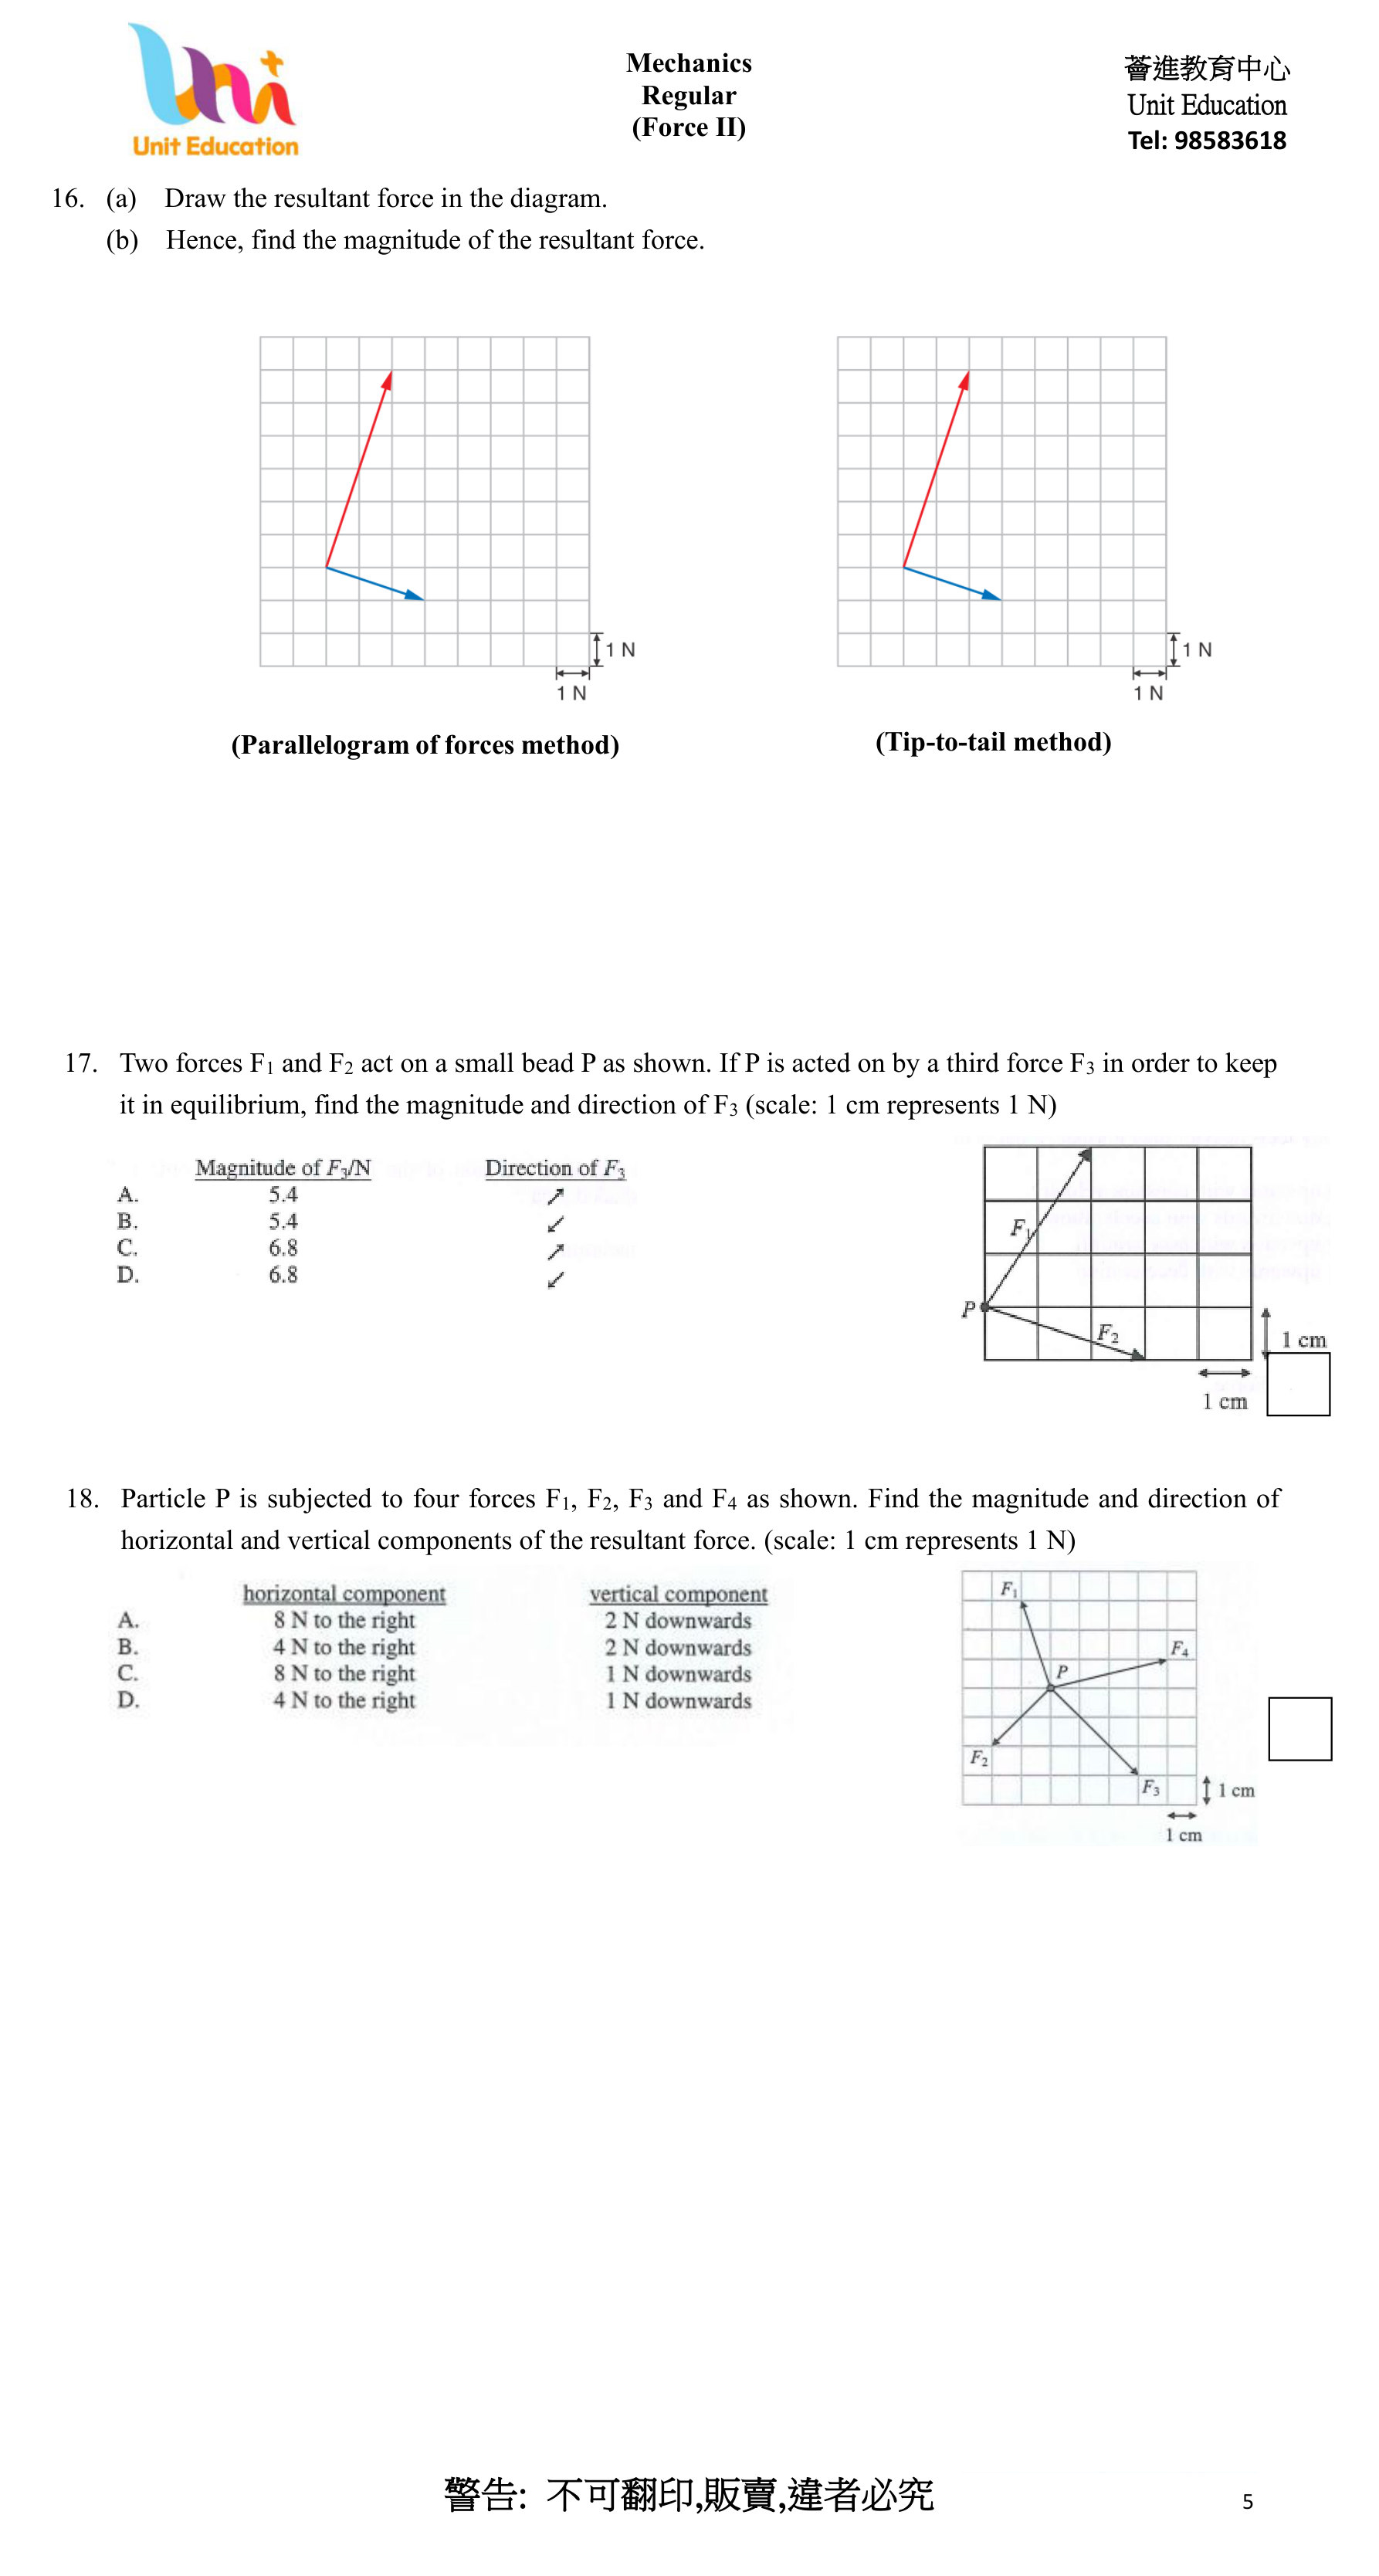 Unit Education
Mechanics
Regular
(Force II)
薈進教育中心
Unit Education
Tel: 98583618
16. (a) Draw the resultant force in the diagram.
(b) Hence, find the magnitude of the resultant force.
1 N
1 N
1 N
1 N
(Parallelogram of forces method)
(Tip-to-tail method)
17. Two forces F1 and F2 act on a small bead P as shown. If P is acted on by a third force F3 in order to keep
it in equilibrium, find the magnitude and direction of F3 (scale: 1 cm represents 1 N)
Magnitude of F3/N Direction of F3
A. 5.4 ↗
B. 5.4 ↙
C. 6.8 ↗
D. 6.8 ↙
F1
P
F2
1 cm
1 cm
18. Particle P is subjected to four forces F1, F2, F3 and F4 as shown. Find the magnitude and direction of
horizontal and vertical components of the resultant force. (scale: 1 cm represents 1 N)
horizontal component vertical component
A. 8 N to the right 2 N downwards
B. 4 N to the right 2 N downwards
C. 8 N to the right 1 N downwards
D. 4 N to the right 1 N downwards
F1
F4
P
F2
F3
1 cm
1 cm
警告: 不可翻印,販賣,違者必究
5